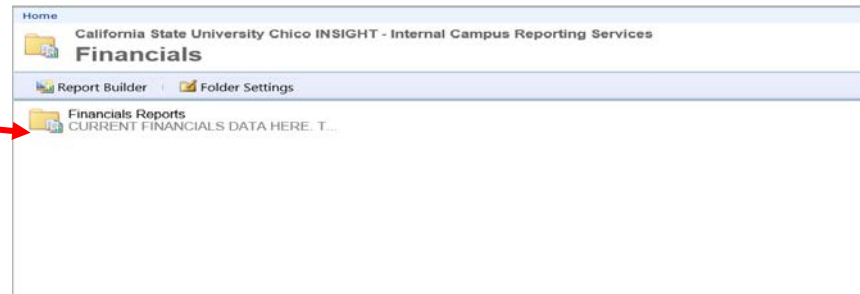 Home
California State University Chico INSIGHT - Internal Campus Reporting Services
Financials
Report Builder Folder Settings
Financials Reports
CURRENT FINANCIALS DATA HERE. T...